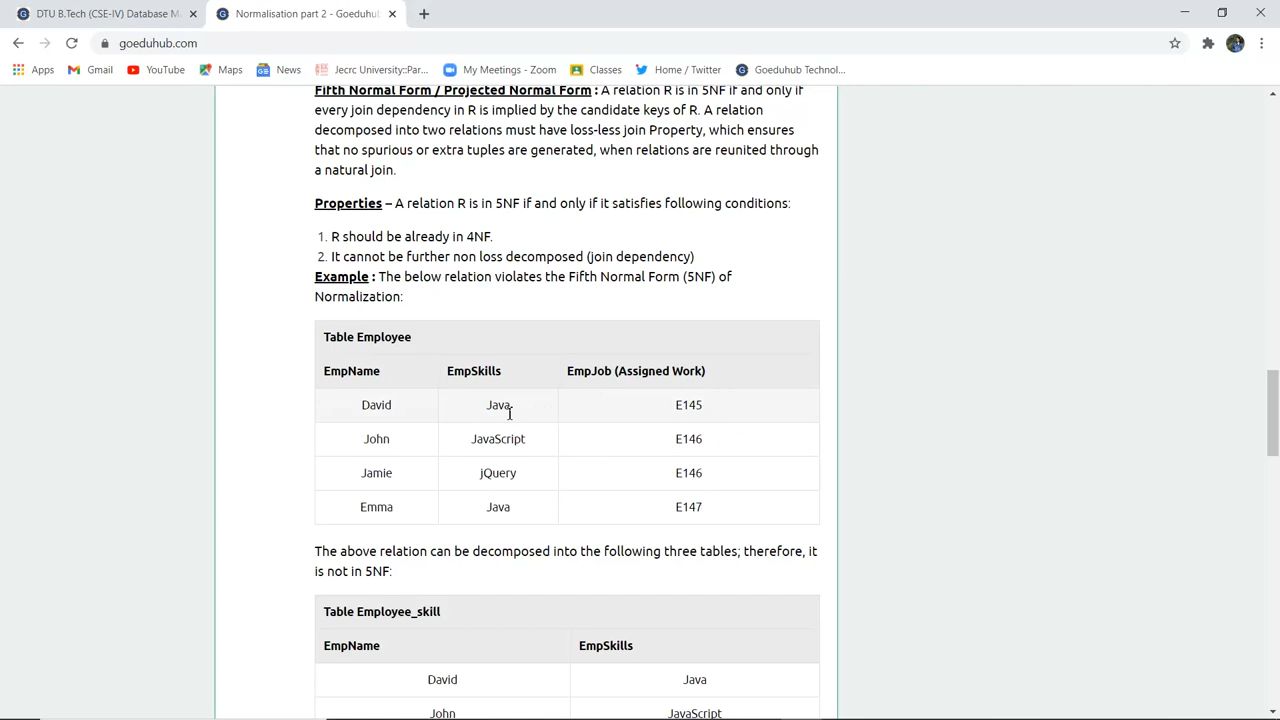 DTU B.Tech (CSE-IV) Database M
Normalisation part 2 - Goeduhub
goeduhub.com
Apps
Gmail
YouTube
Maps
News
Jecrc University::Par...
My Meetings - Zoom
Classes
Home / Twitter
Goeduhub Technol...
Fifth Normal Form / Projected Normal Form : A relation R is in 5NF if and only if
every join dependency in R is implied by the candidate keys of R. A relation
decomposed into two relations must have loss-less join Property, which ensures
that no spurious or extra tuples are generated, when relations are reunited through
a natural join.
Properties – A relation R is in 5NF if and only if it satisfies following conditions:
1. R should be already in 4NF.
2. It cannot be further non loss decomposed (join dependency)
Example : The below relation violates the Fifth Normal Form (5NF) of
Normalization:
Table Employee
EmpName EmpSkills EmpJob (Assigned Work)
David Java E145
John JavaScript E146
Jamie jQuery E146
Emma Java E147
The above relation can be decomposed into the following three tables; therefore, it
is not in 5NF:
Table Employee_skill
EmpName EmpSkills
David Java
John JavaScript